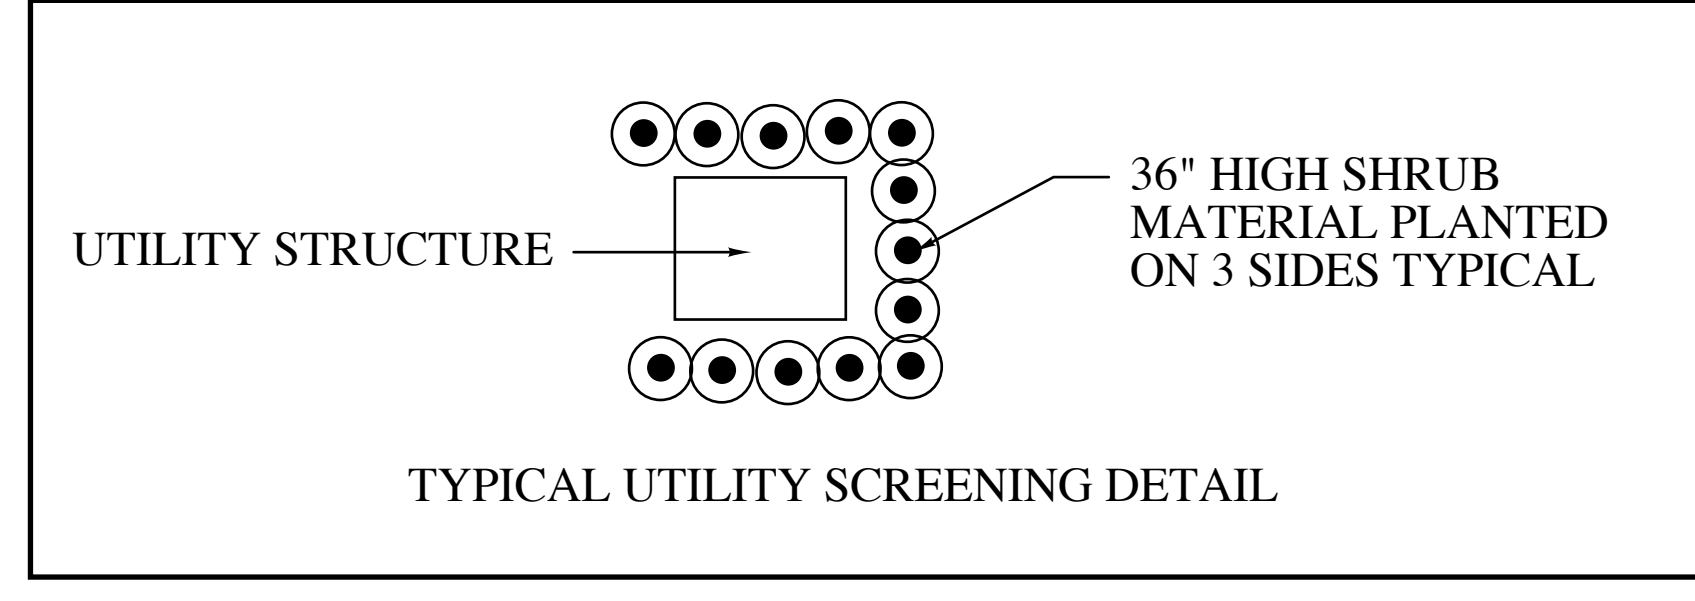 UTILITY STRUCTURE
36" HIGH SHRUB
MATERIAL PLANTED
ON 3 SIDES TYPICAL
TYPICAL UTILITY SCREENING DETAIL